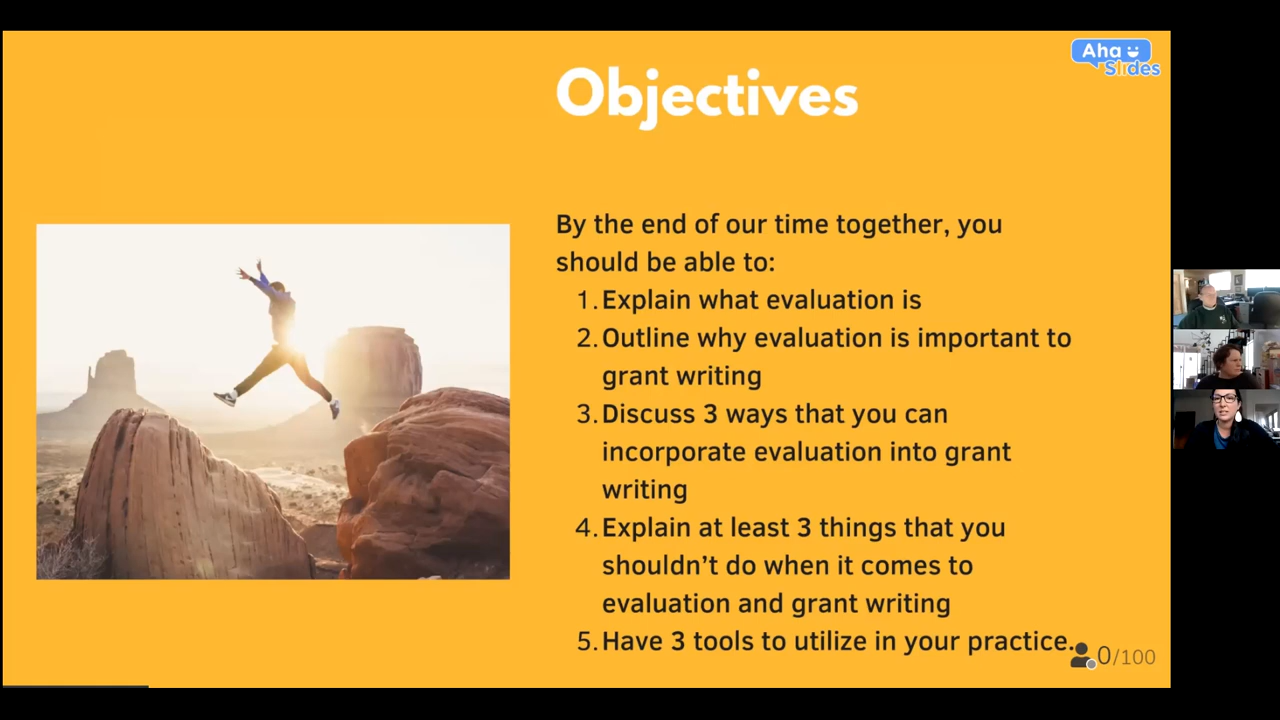 Aha
Slides
Objectives
By the end of our time together, you
should be able to:
1. Explain what evaluation is
2. Outline why evaluation is important to
grant writing
3. Discuss 3 ways that you can
incorporate evaluation into grant
writing
4. Explain at least 3 things that you
shouldn’t do when it comes to
evaluation and grant writing
5. Have 3 tools to utilize in your practice.
0/100